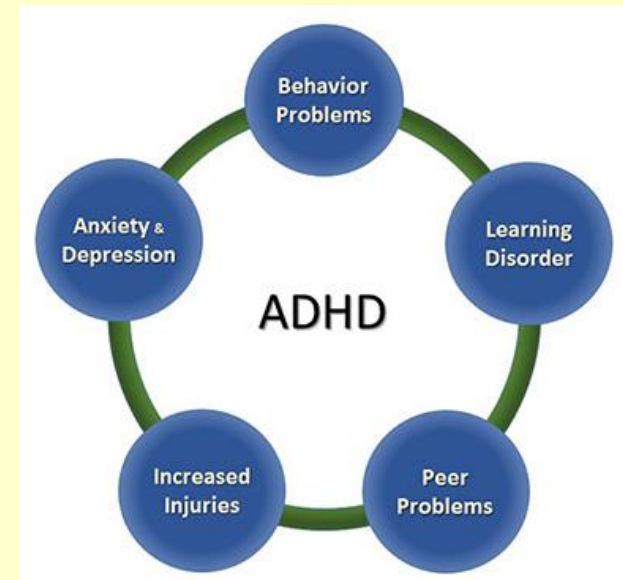 Behavior
Problems
Anxiety &
Depression
Learning
Disorder
ADHD
Increased
Injuries
Peer
Problems